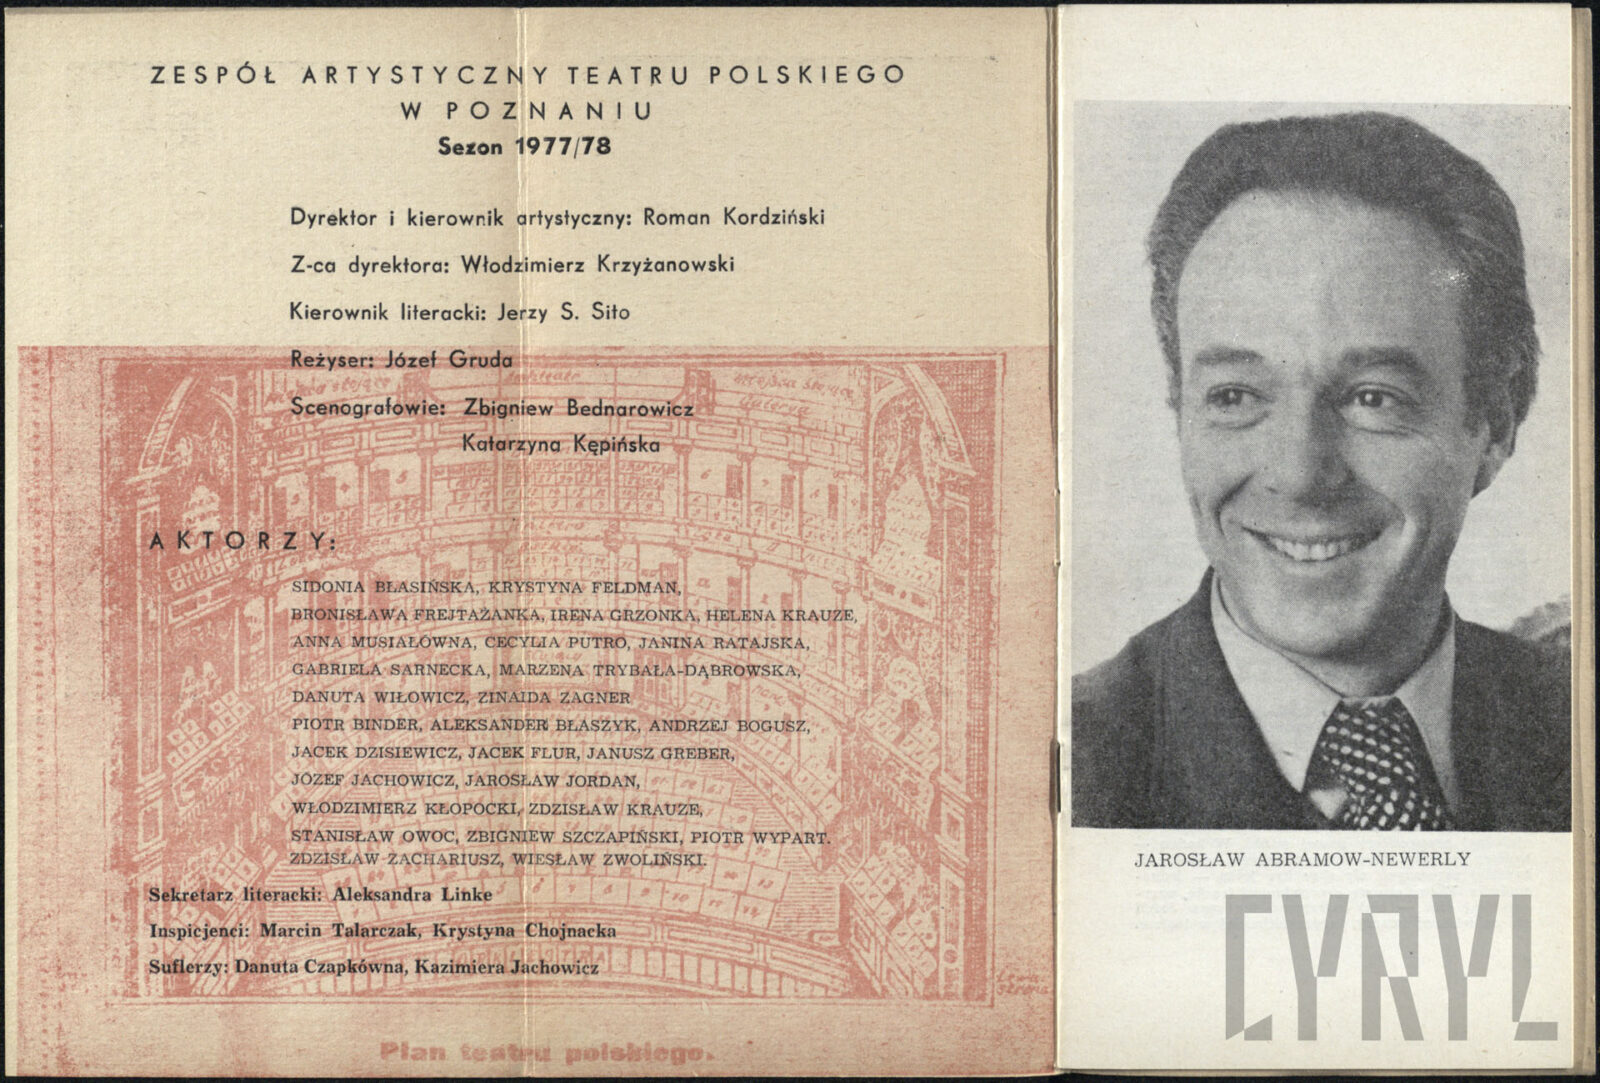 ZESPÓŁ ARTYSTYCZNY TEATRU POLSKIEGO
W POZNANIU
Sezon 1977/78
Dyrektor i kierownik artystyczny: Roman Kordziński
Z-ca dyrektora: Włodzimierz Krzyżanowski
Kierownik literacki: Jerzy S. Sito
Reżyser: Józef Gruda
Scenografowie: Zbigniew Bednarowicz
Katarzyna Kępińska
AKTORZY:
SIDONIA BŁASIŃSKA, KRYSTYNA FELDMAN,
BRONISŁAWA FREJTAŻANKA, IRENA GRZONKA, HELENA KRAUZE,
ANNA MUSIAŁÓWNA, CECYLIA PUTRO, JANINA RATAJSKA,
GABRIELA SARNECKA, MARZENA TRYBAŁA-DĄBROWSKA,
DANUTA WIŁOWICZ, ZINAIDA ZAGNER
PIOTR BINDER, ALEKSANDER BŁASZYK, ANDRZEJ BOGUSZ,
JACEK DZISIEWICZ, JACEK FLUR, JANUSZ GREBER,
JÓZEF JACHOWICZ, JAROSŁAW JORDAN,
WŁODZIMIERZ KŁOPOCKI, ZDZISŁAW KRAUZE,
STANISŁAW OWOC, ZBIGNIEW SZCZAPIŃSKI, PIOTR WYPART.
ZDZISŁAW ZACHARIUSZ, WIESŁAW ZWOLIŃSKI.
Sekretarz literacki: Aleksandra Linke
Inspicjenci: Marcin Talarczak, Krystyna Chojnacka
Suflerzy: Danuta Czapkówna, Kazimiera Jachowicz
Plan teatru polskiego.
JAROSŁAW ABRAMOW-NEWERLY
CYRYL